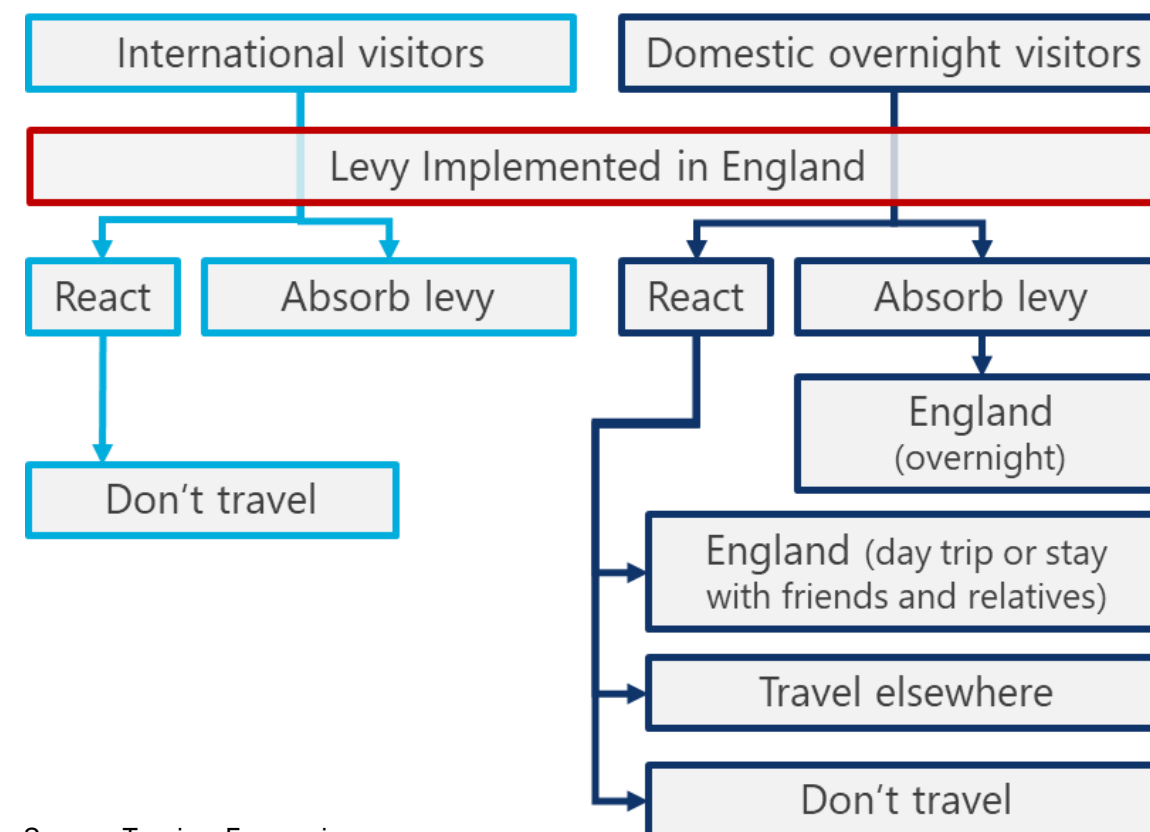 International visitors
Domestic overnight visitors
Levy Implemented in England
React
Absorb levy
React
Absorb levy
England
(overnight)
Don't travel
England (day trip or stay
with friends and relatives)
Travel elsewhere
Don't travel